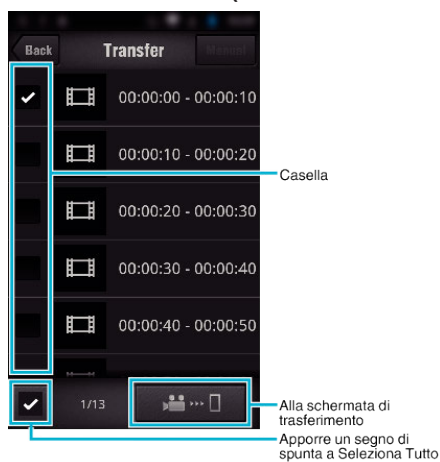 Back Transfer Manual
00:00:00 - 00:00:10
00:00:10 - 00:00:20
Casella
00:00:20 - 00:00:30
00:00:30 - 00:00:40
00:00:40 - 00:00:50
1/13
Alla schermata di
trasferimento
Apporre un segno di
spunta a Seleziona Tutto